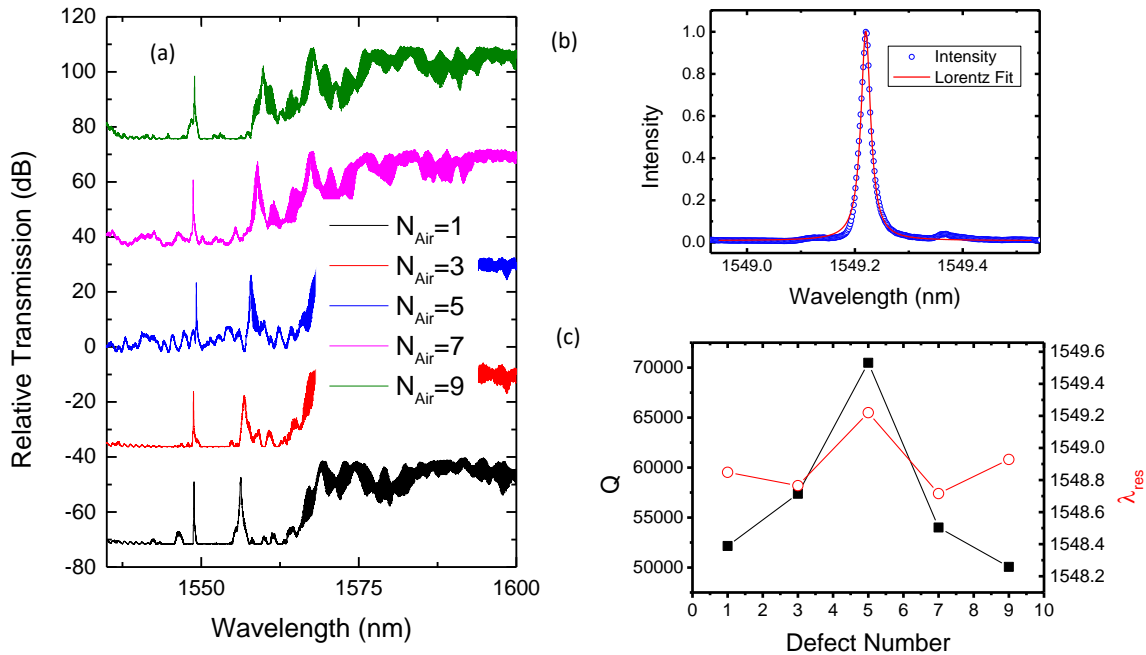 (a)
Relative Transmission (dB)
120
100
80
60
40
20
0
-20
-40
-60
-80
N_Air=1
N_Air=3
N_Air=5
N_Air=7
N_Air=9
1550
1575
1600
Wavelength (nm)
(b)
Intensity
1.0
0.8
0.6
0.4
0.2
0.0
Intensity
Lorentz Fit
1549.0
1549.2
1549.4
Wavelength (nm)
(c)
Q
70000
65000
60000
55000
50000
1549.6
1549.4
1549.2
1549.0
1548.8
1548.6
1548.4
1548.2
λres
0 1 2 3 4 5 6 7 8 9 10
Defect Number